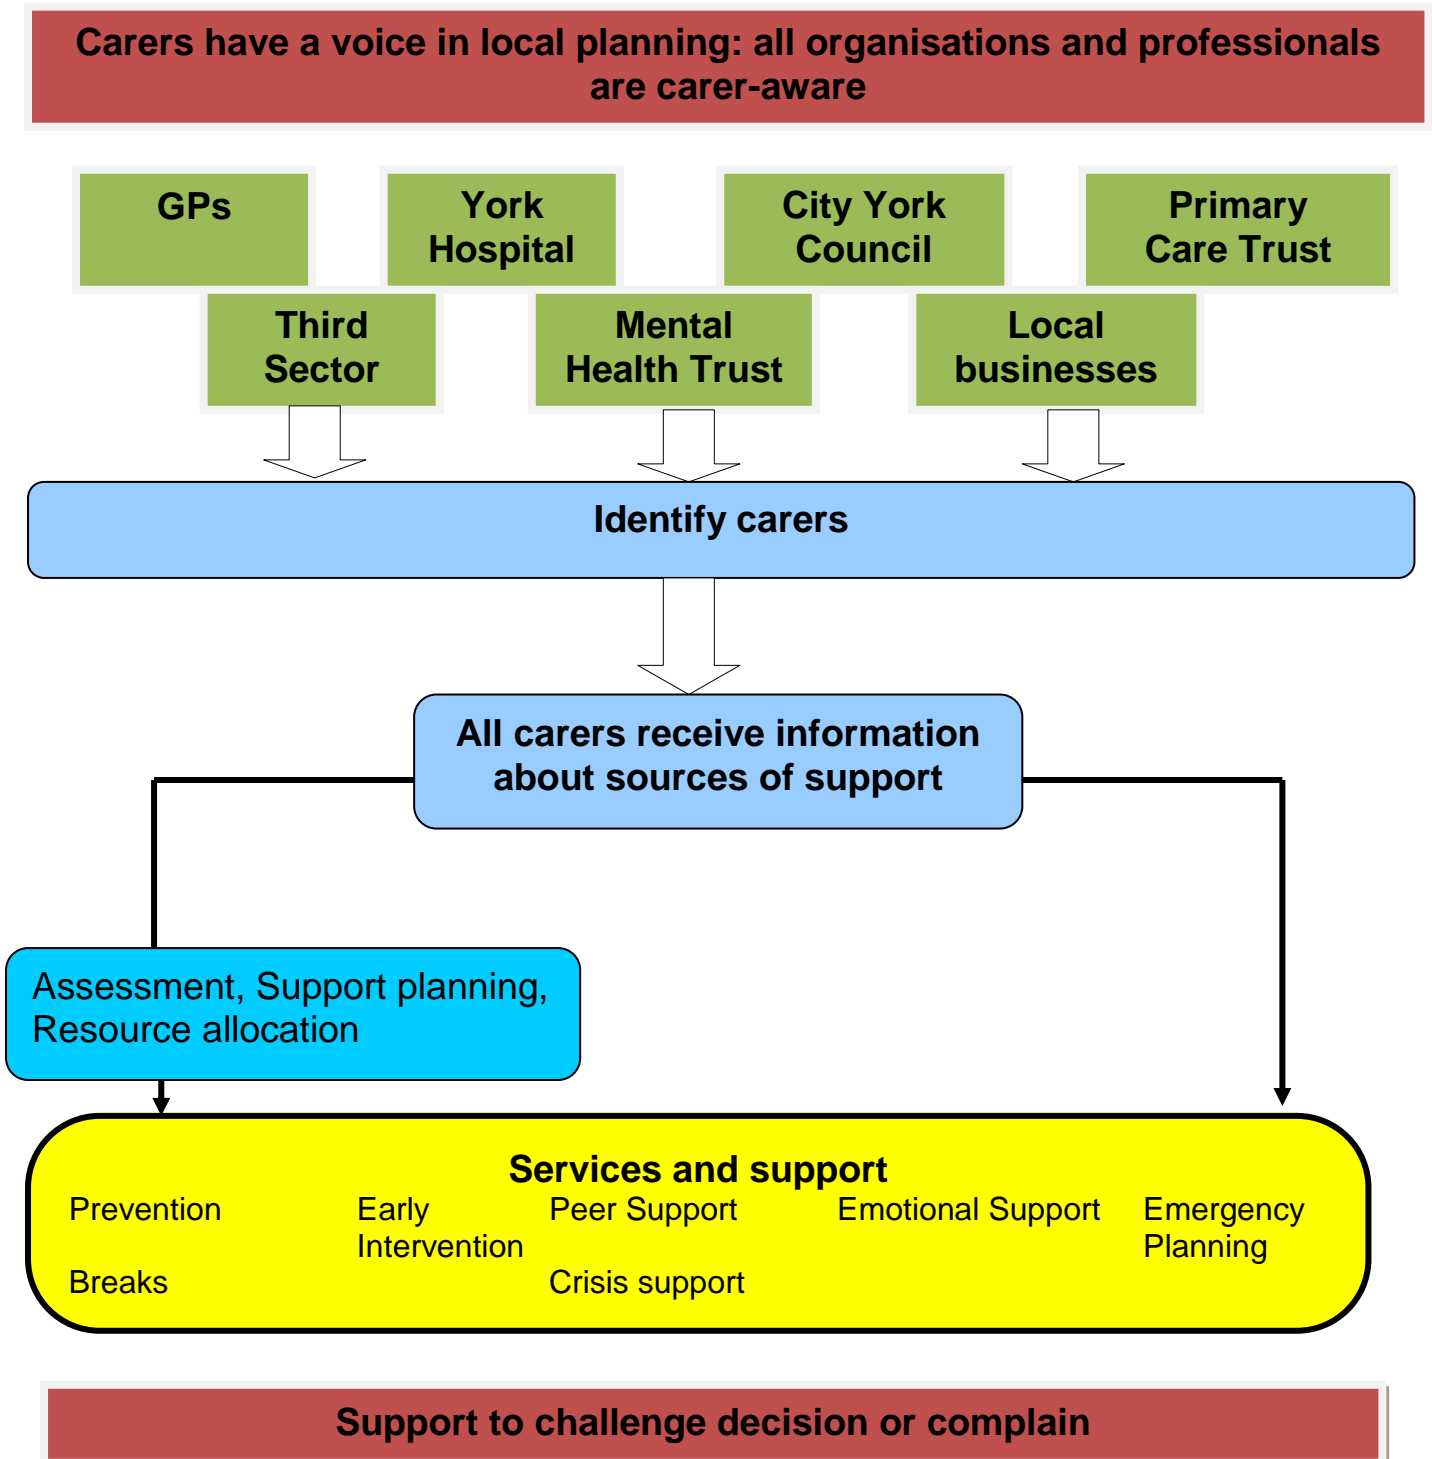 Carers have a voice in local planning: all organisations and professionals
are carer-aware
GPs
York
Hospital
City York
Council
Primary
Care Trust
Third
Sector
Mental
Health Trust
Local
businesses
Identify carers
All carers receive information
about sources of support
Assessment, Support planning,
Resource allocation
Services and support
Prevention
Early
Intervention
Peer Support
Emotional Support
Emergency
Planning
Breaks
Crisis support
Support to challenge decision or complain